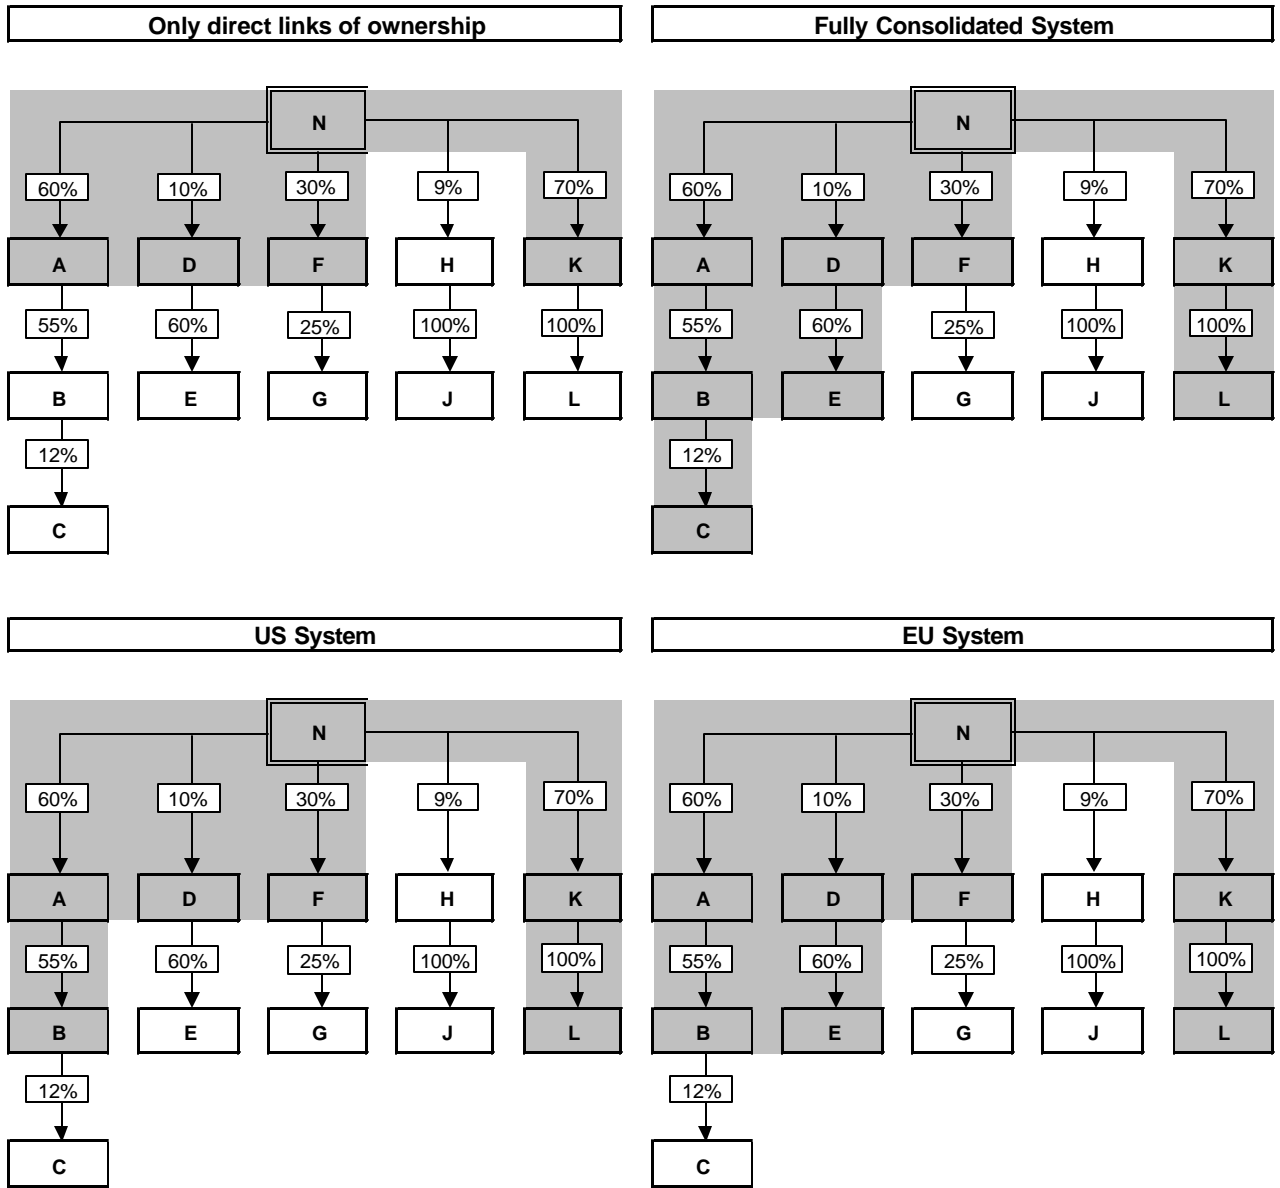 Only direct links of ownership
N
60% 10% 30% 9% 70%
A D F H K
55% 60% 25% 100% 100%
B E G J L
12%
C
Fully Consolidated System
N
60% 10% 30% 9% 70%
A D F H K
55% 60% 25% 100% 100%
B E G J L
12%
C
US System
N
60% 10% 30% 9% 70%
A D F H K
55% 60% 25% 100% 100%
B E G J L
12%
C
EU System
N
60% 10% 30% 9% 70%
A D F H K
55% 60% 25% 100% 100%
B E G J L
12%
C